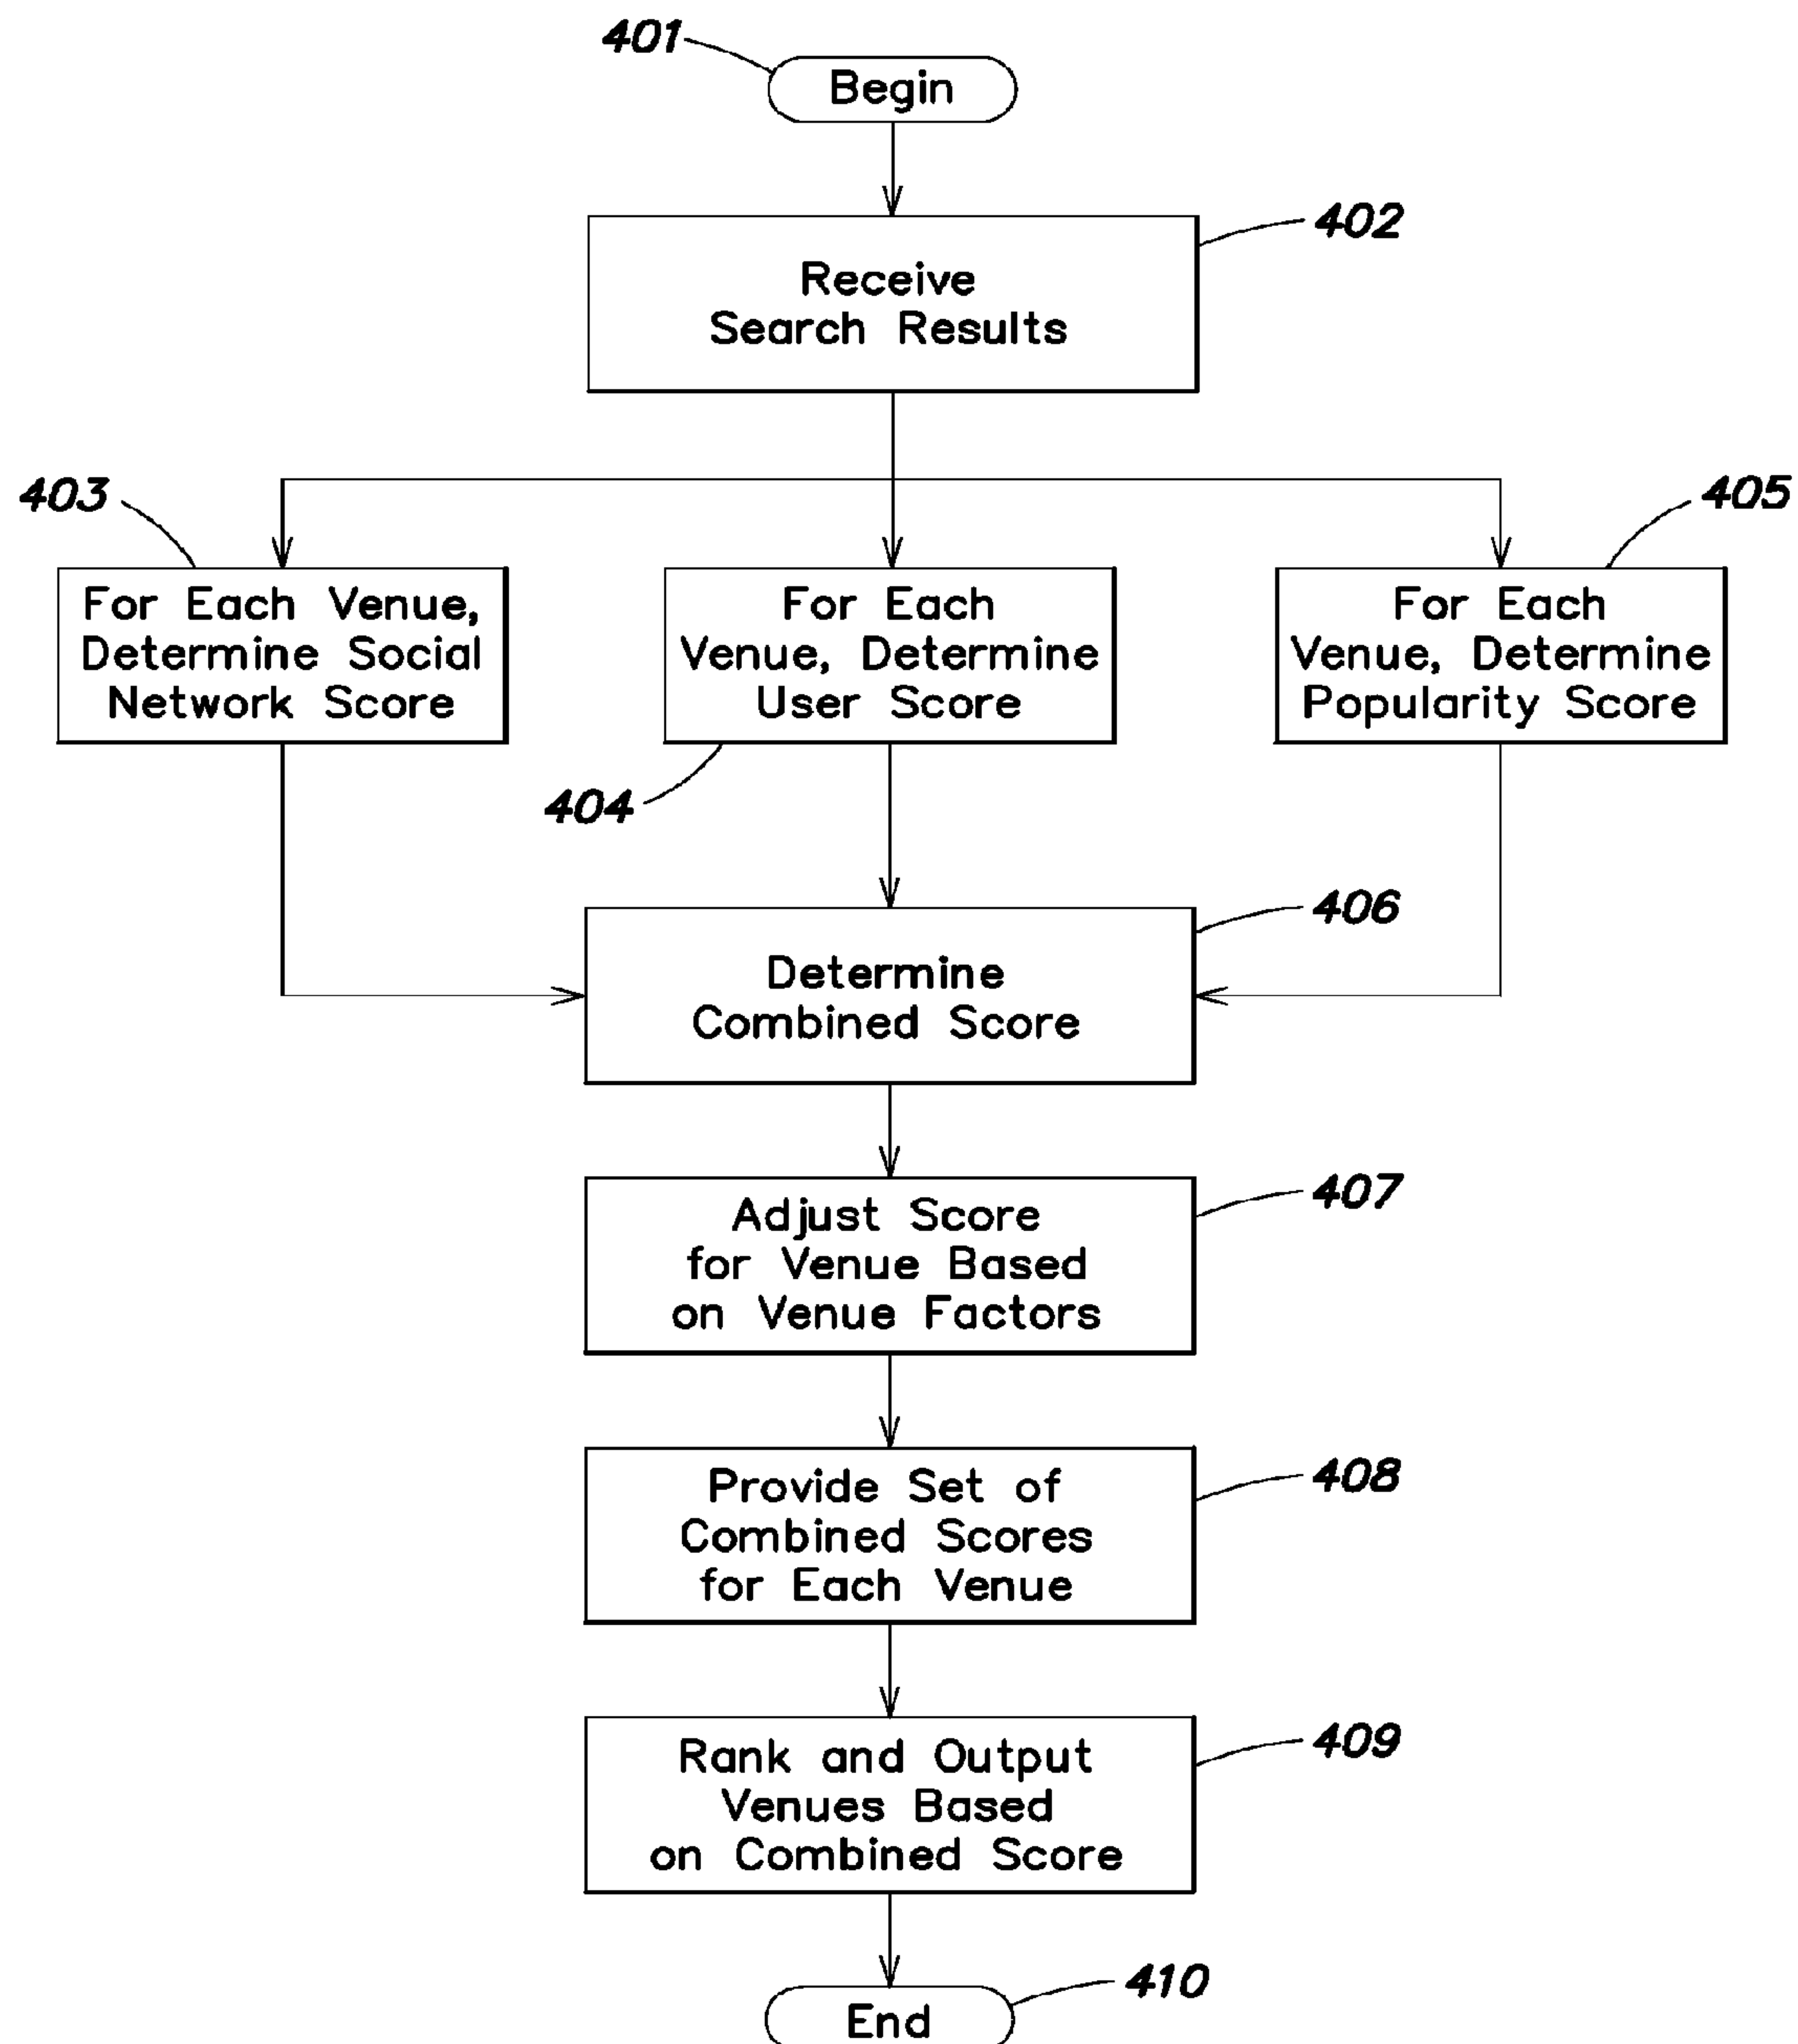 401
Begin
402
Receive
Search Results
403
405
For Each Venue,
Determine Social
Network Score
For Each
Venue, Determine
User Score
For Each
Venue, Determine
Popularity Score
404
406
Determine
Combined Score
407
Adjust Score
for Venue Based
on Venue Factors
408
Provide Set of
Combined Scores
for Each Venue
409
Rank and Output
Venues Based
on Combined Score
410
End